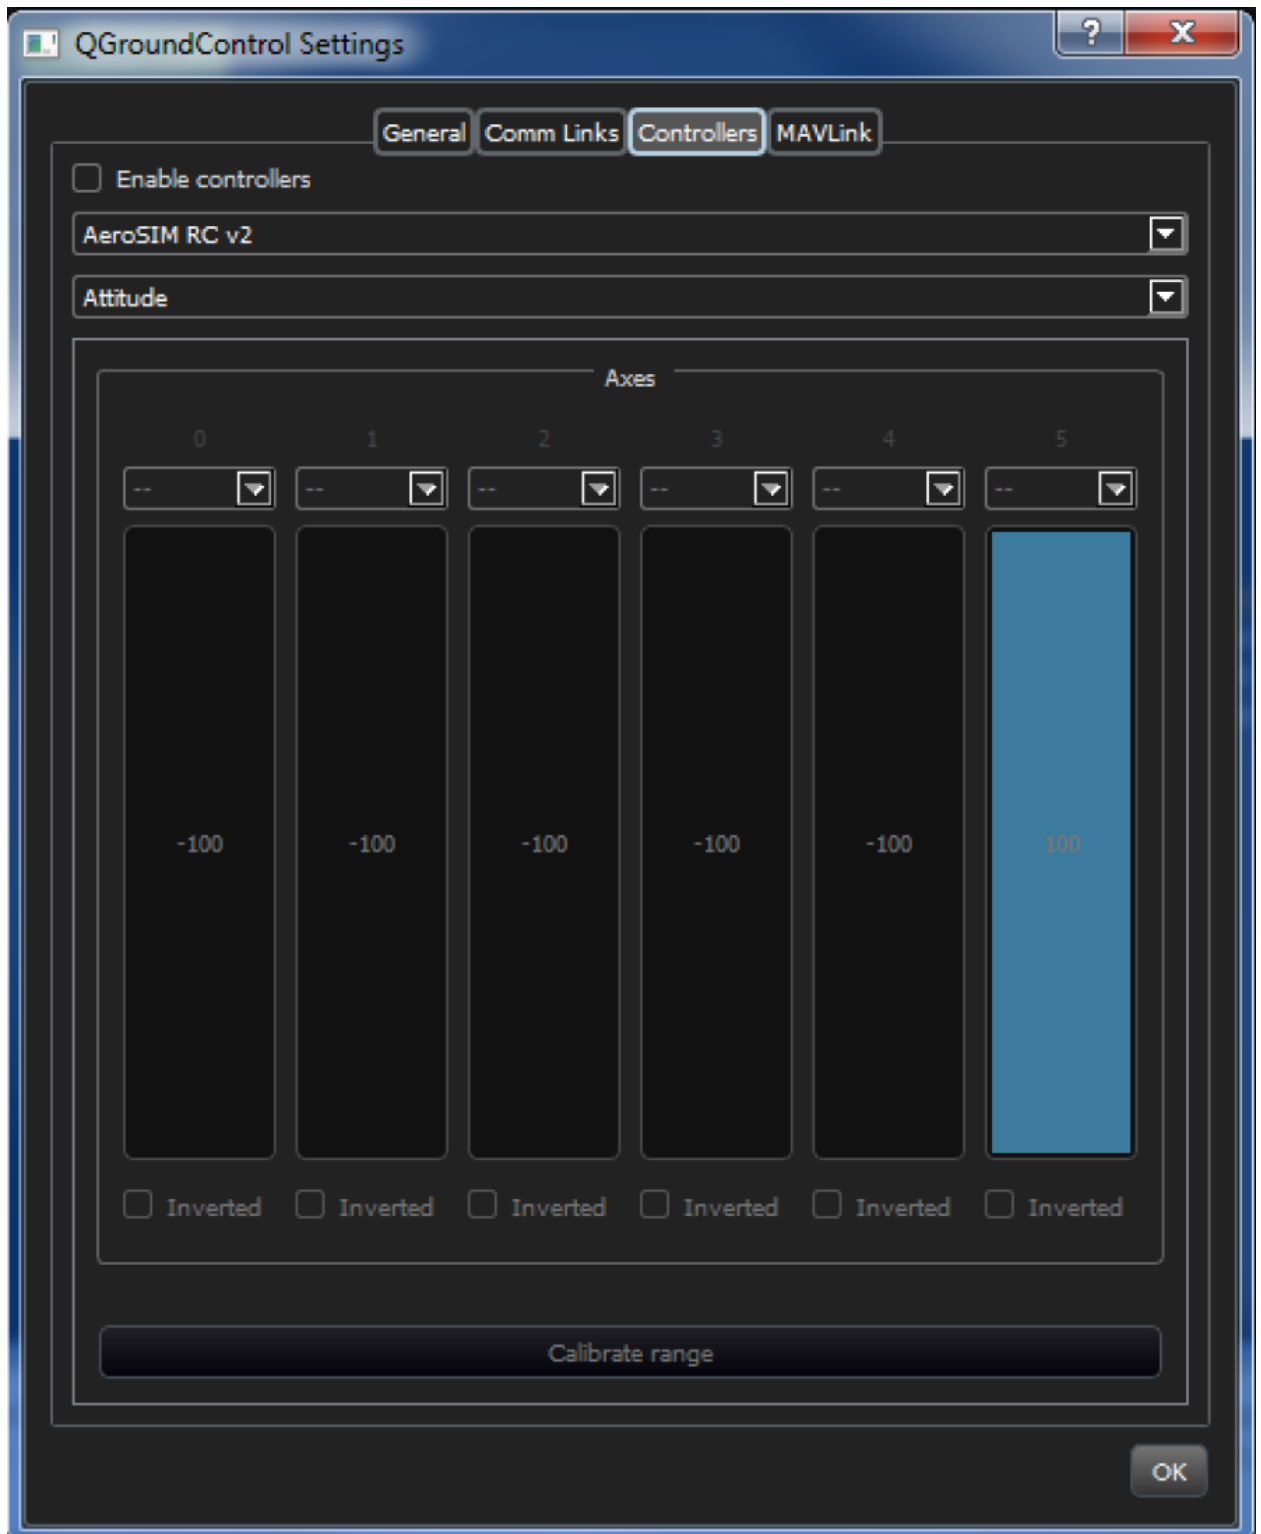 QGroundControl Settings
General Comm Links Controllers MAVLink
Enable controllers
AeroSIM RC v2
Attitude
Axes
0 1 2 3 4 5
-- -- -- -- -- --
-100 -100 -100 -100 -100 100
Inverted Inverted Inverted Inverted Inverted Inverted
Calibrate range
OK